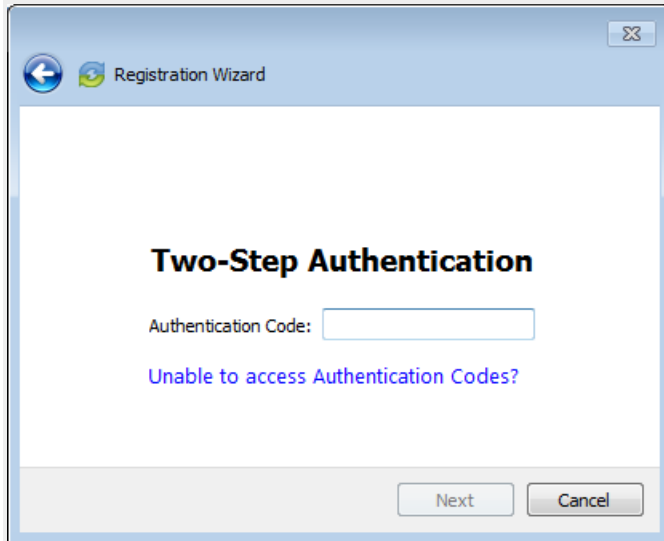 Registration Wizard
Two-Step Authentication
Authentication Code:
Unable to access Authentication Codes?
Next Cancel